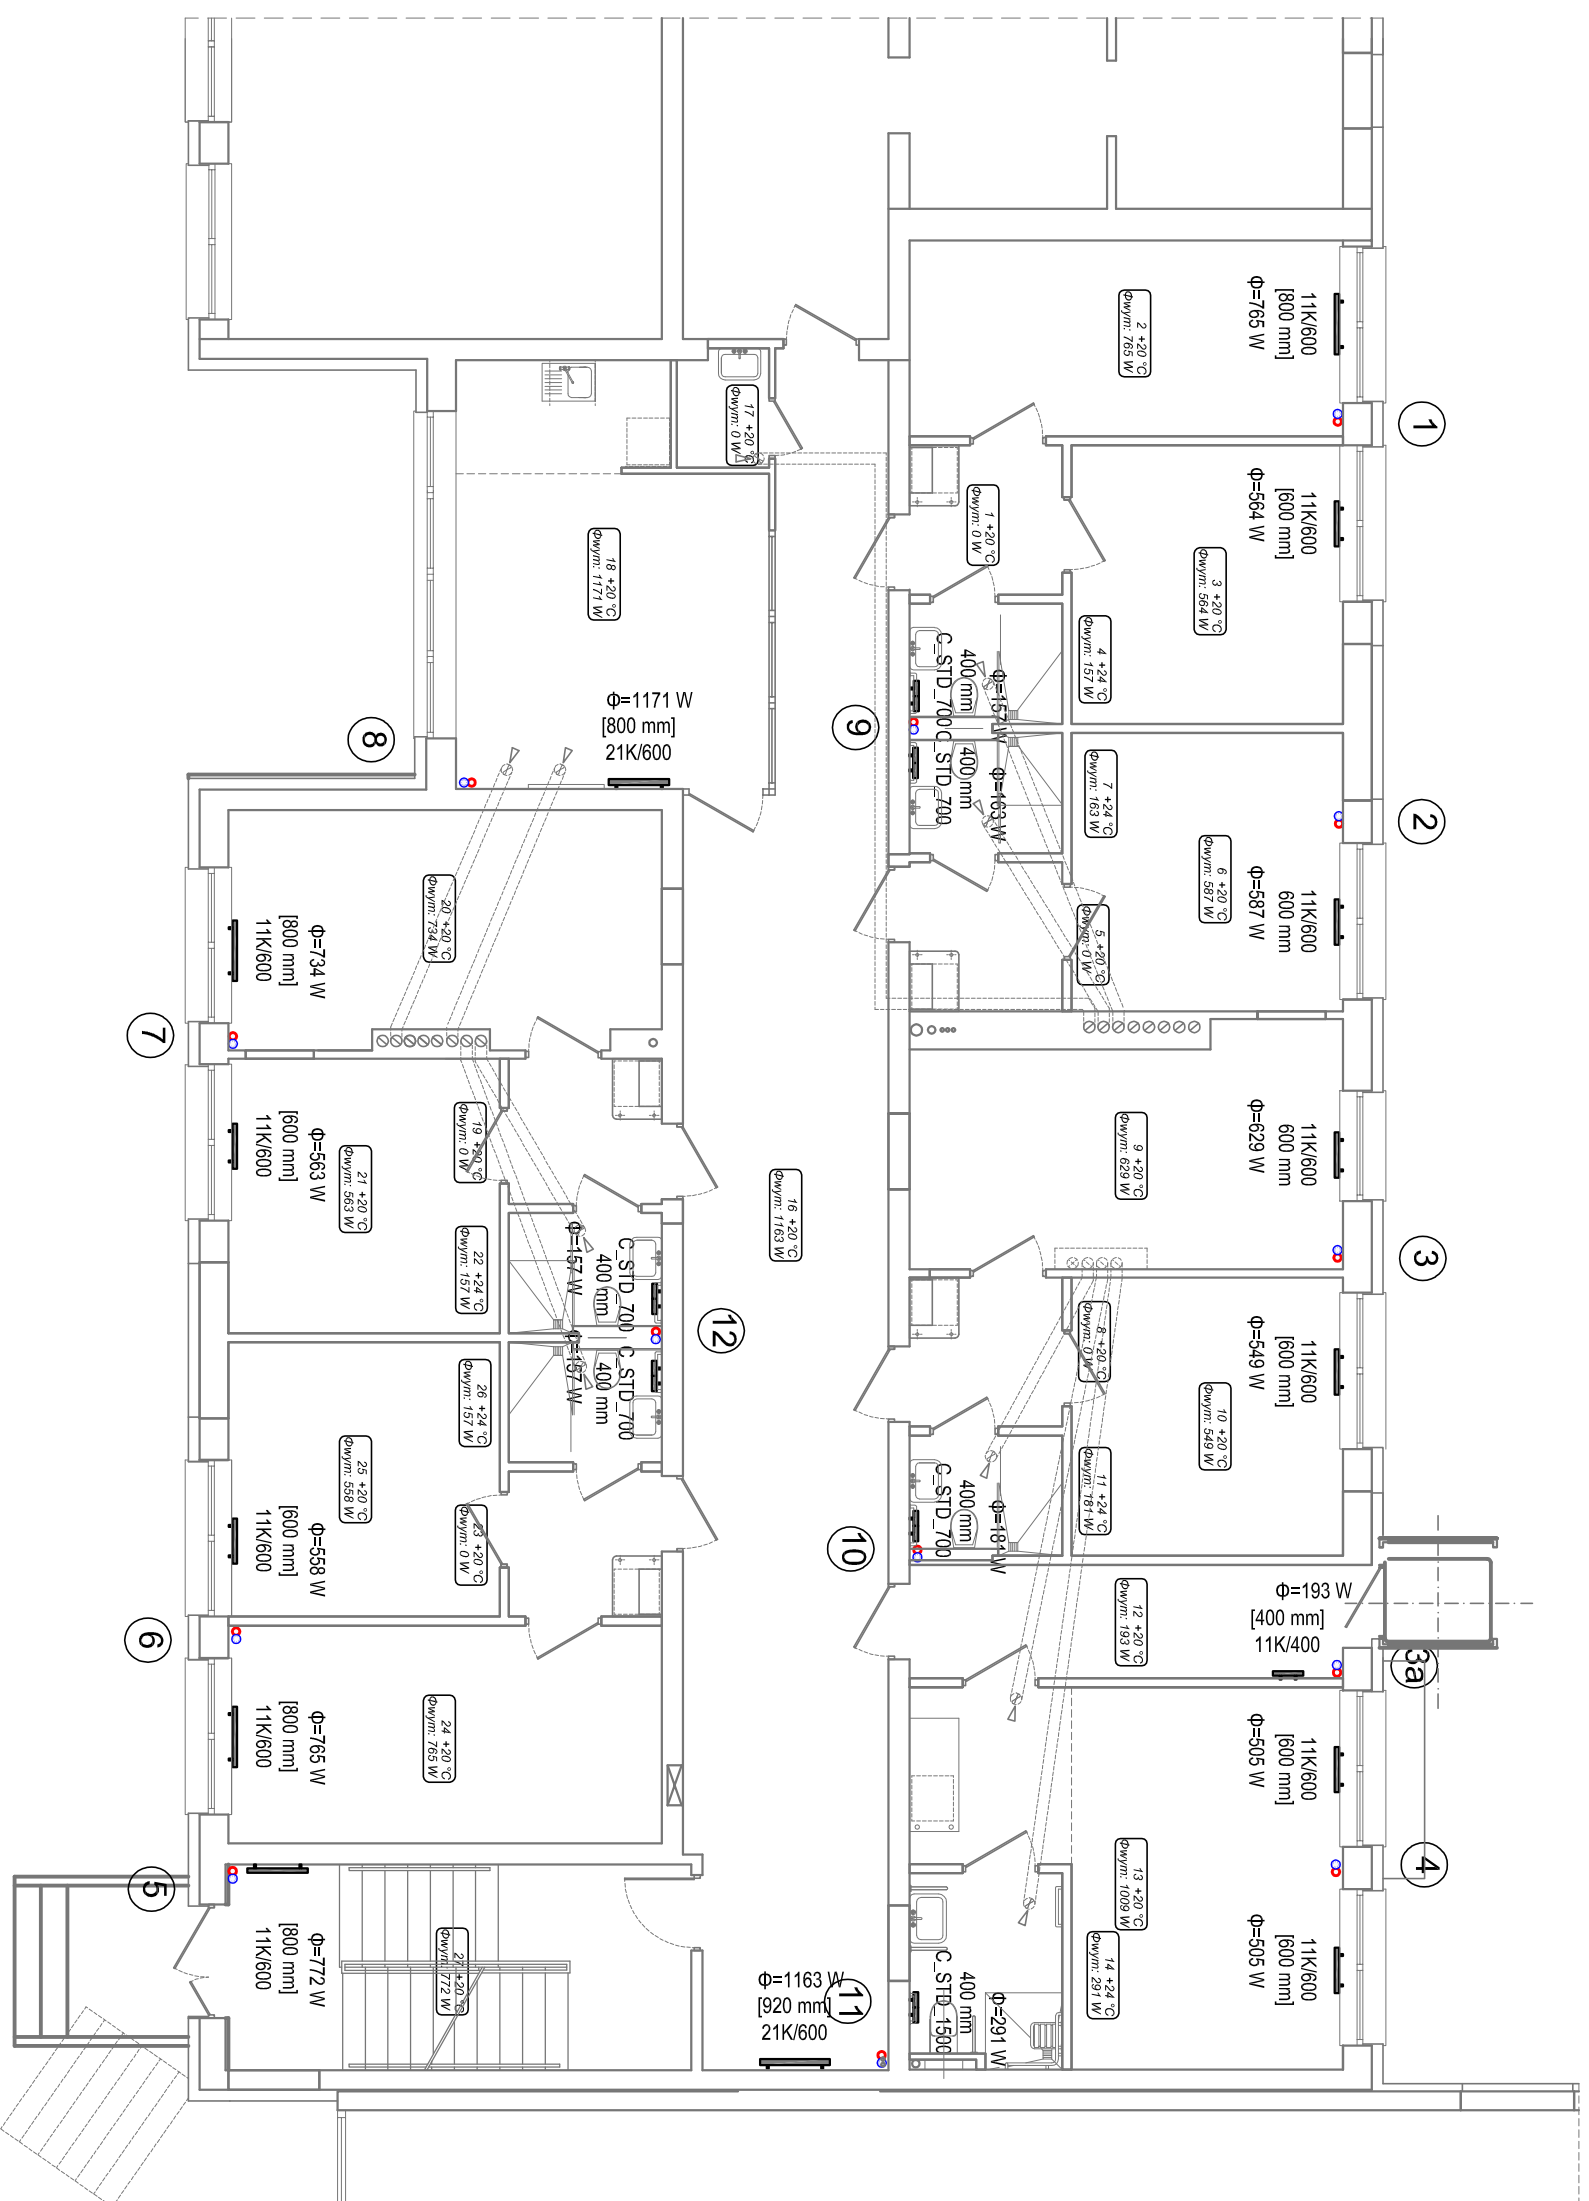 11K/600
[800 mm]
Φ=765 W
2 +20 °C
Φwym: 765 W
1
17 +20 °C
Φwym: 0 W
11K/600
[600 mm]
Φ=564 W
1 +20 °C
Φwym: 0 W
3 +20 °C
Φwym: 564 W
18 +20 °C
Φwym: 1171 W
4 +24 °C
Φwym: 157 W
Φ=157 W
400 mm
C_STD_700
Φ=1171 W
[800 mm]
21K/600
8
9
Φ=163 W
400 mm
C_STD_700
7 +24 °C
Φwym: 163 W
2
6 +20 °C
Φwym: 587 W
11K/600
600 mm
Φ=587 W
5 +20 °C
Φwym: 0 W
20 +20 °C
Φwym: 734 W
Φ=734 W
[800 mm]
11K/600
7
19 +20 °C
Φwym: 0 W
Φ=563 W
[600 mm]
11K/600
21 +20 °C
Φwym: 563 W
16 +20 °C
Φwym: 1163 W
9 +20 °C
Φwym: 629 W
11K/600
600 mm
Φ=629 W
3
22 +24 °C
Φwym: 157 W
Φ=157 W
400 mm
C_STD_700
12
8 +20 °C
Φwym: 0 W
11K/600
[600 mm]
Φ=549 W
10 +20 °C
Φwym: 549 W
Φ=157 W
400 mm
C_STD_700
26 +24 °C
Φwym: 157 W
25 +20 °C
Φwym: 558 W
11 +24 °C
Φwym: 181 W
Φ=181 W
400 mm
C_STD_700
10
23 +20 °C
Φwym: 0 W
Φ=558 W
[600 mm]
11K/600
6
12 +20 °C
Φwym: 193 W
Φ=193 W
[400 mm]
11K/400
3a
24 +20 °C
Φwym: 765 W
Φ=765 W
[800 mm]
11K/600
11K/600
[600 mm]
Φ=505 W
13 +20 °C
Φwym: 1009 W
4
5
14 +24 °C
Φwym: 291 W
11K/600
[600 mm]
Φ=505 W
27 +20 °C
Φwym: 772 W
Φ=772 W
[800 mm]
11K/600
Φ=1163 W
[920 mm]
21K/600
11
Φ=291 W
400 mm
C_STD_1500